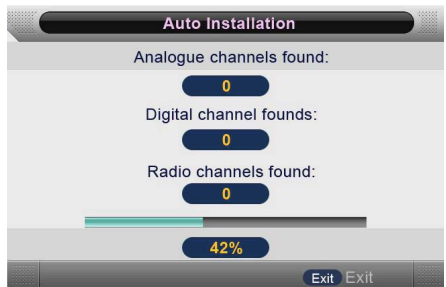 Auto Installation
Analogue channels found:
0
Digital channel founds:
0
Radio channels found:
0
42%
Exit Exit